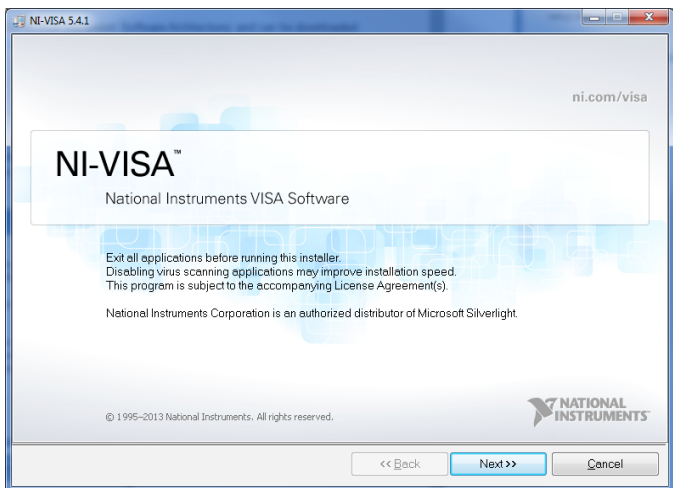 NI-VISA 5.4.1
ni.com/visa
NI-VISA™
National Instruments VISA Software
Exit all applications before running this installer.
Disabling virus scanning applications may improve installation speed.
This program is subject to the accompanying License Agreement(s).
National Instruments Corporation is an authorized distributor of Microsoft Silverlight.
© 1995–2013 National Instruments. All rights reserved.
NATIONAL
INSTRUMENTS
<< Back
Next >>
Cancel